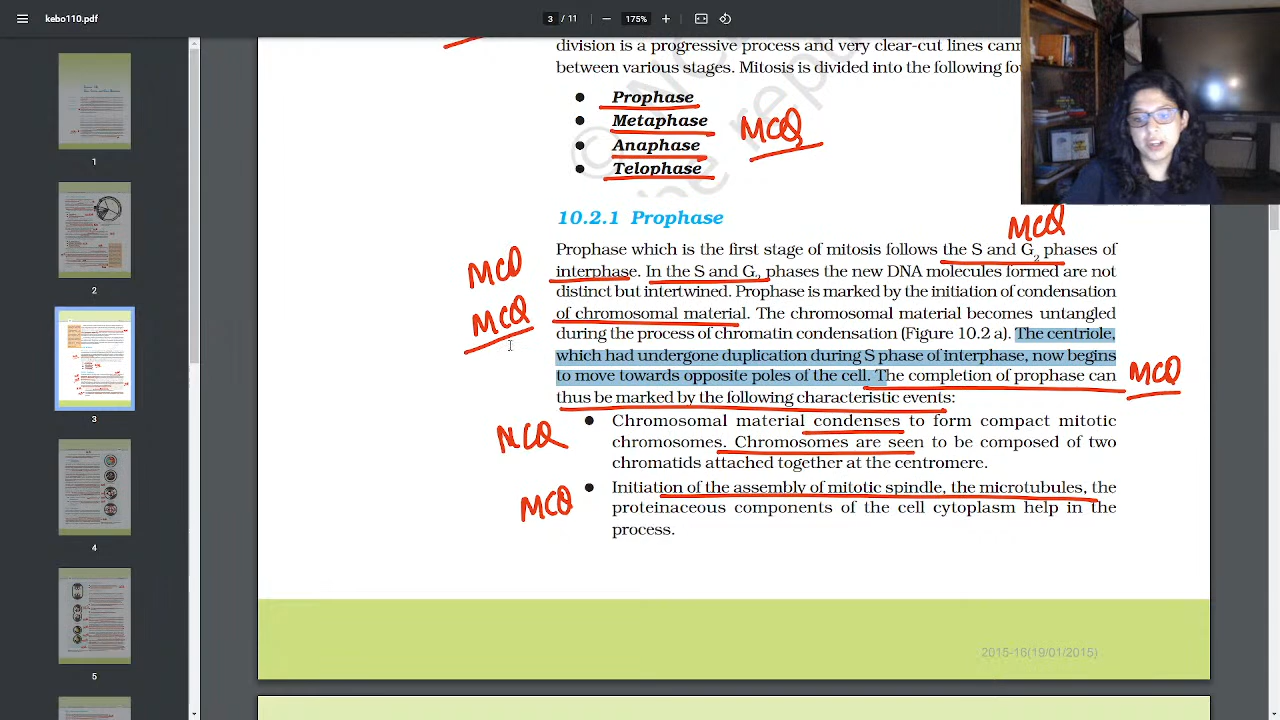 kebo110.pdf
3 / 11
175%
division is a progressive process and very clear-cut lines
between various stages. Mitosis is divided into the following
Prophase
Metaphase
MCQ
Anaphase
Telophase
10.2.1 Prophase
MCQ
Prophase which is the first stage of mitosis follows the S and G2 phases of
MCQ
interphase. In the S and G2 phases the new DNA molecules formed are not
distinct but intertwined. Prophase is marked by the initiation of condensation
MCQ
of chromosomal material. The chromosomal material becomes untangled
during the process of chromatin condensation (Figure 10.2 a). The centriole,
which had undergone duplication during S phase of interphase, now begins
to move towards opposite poles of the cell. The completion of prophase can
MCQ
thus be marked by the following characteristic events:
MCQ
Chromosomal material condenses to form compact mitotic
chromosomes. Chromosomes are seen to be composed of two
chromatids attached together at the centromere.
MCQ
Initiation of the assembly of mitotic spindle, the microtubules, the
proteinaceous components of the cell cytoplasm help in the
process.
2015-16(19/01/2015)
1
2
3
4
5